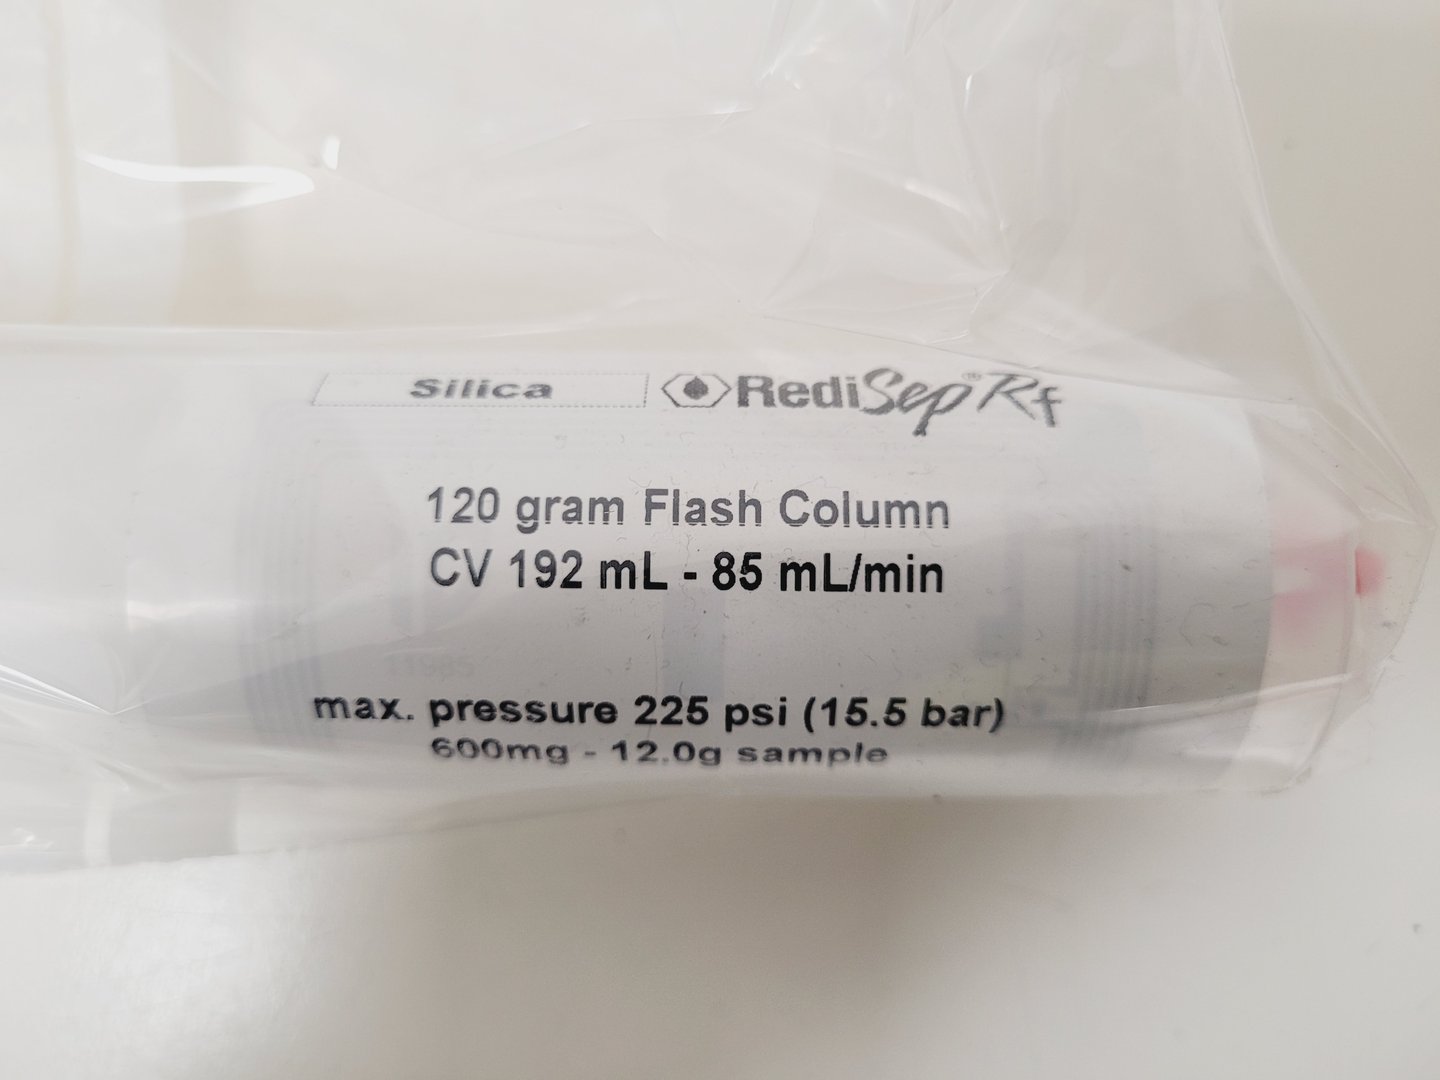 Silica RediSep® Rf
120 gram Flash Column
CV 192 mL - 85 mL/min
max. pressure 225 psi (15.5 bar)
600mg - 12.0g sample